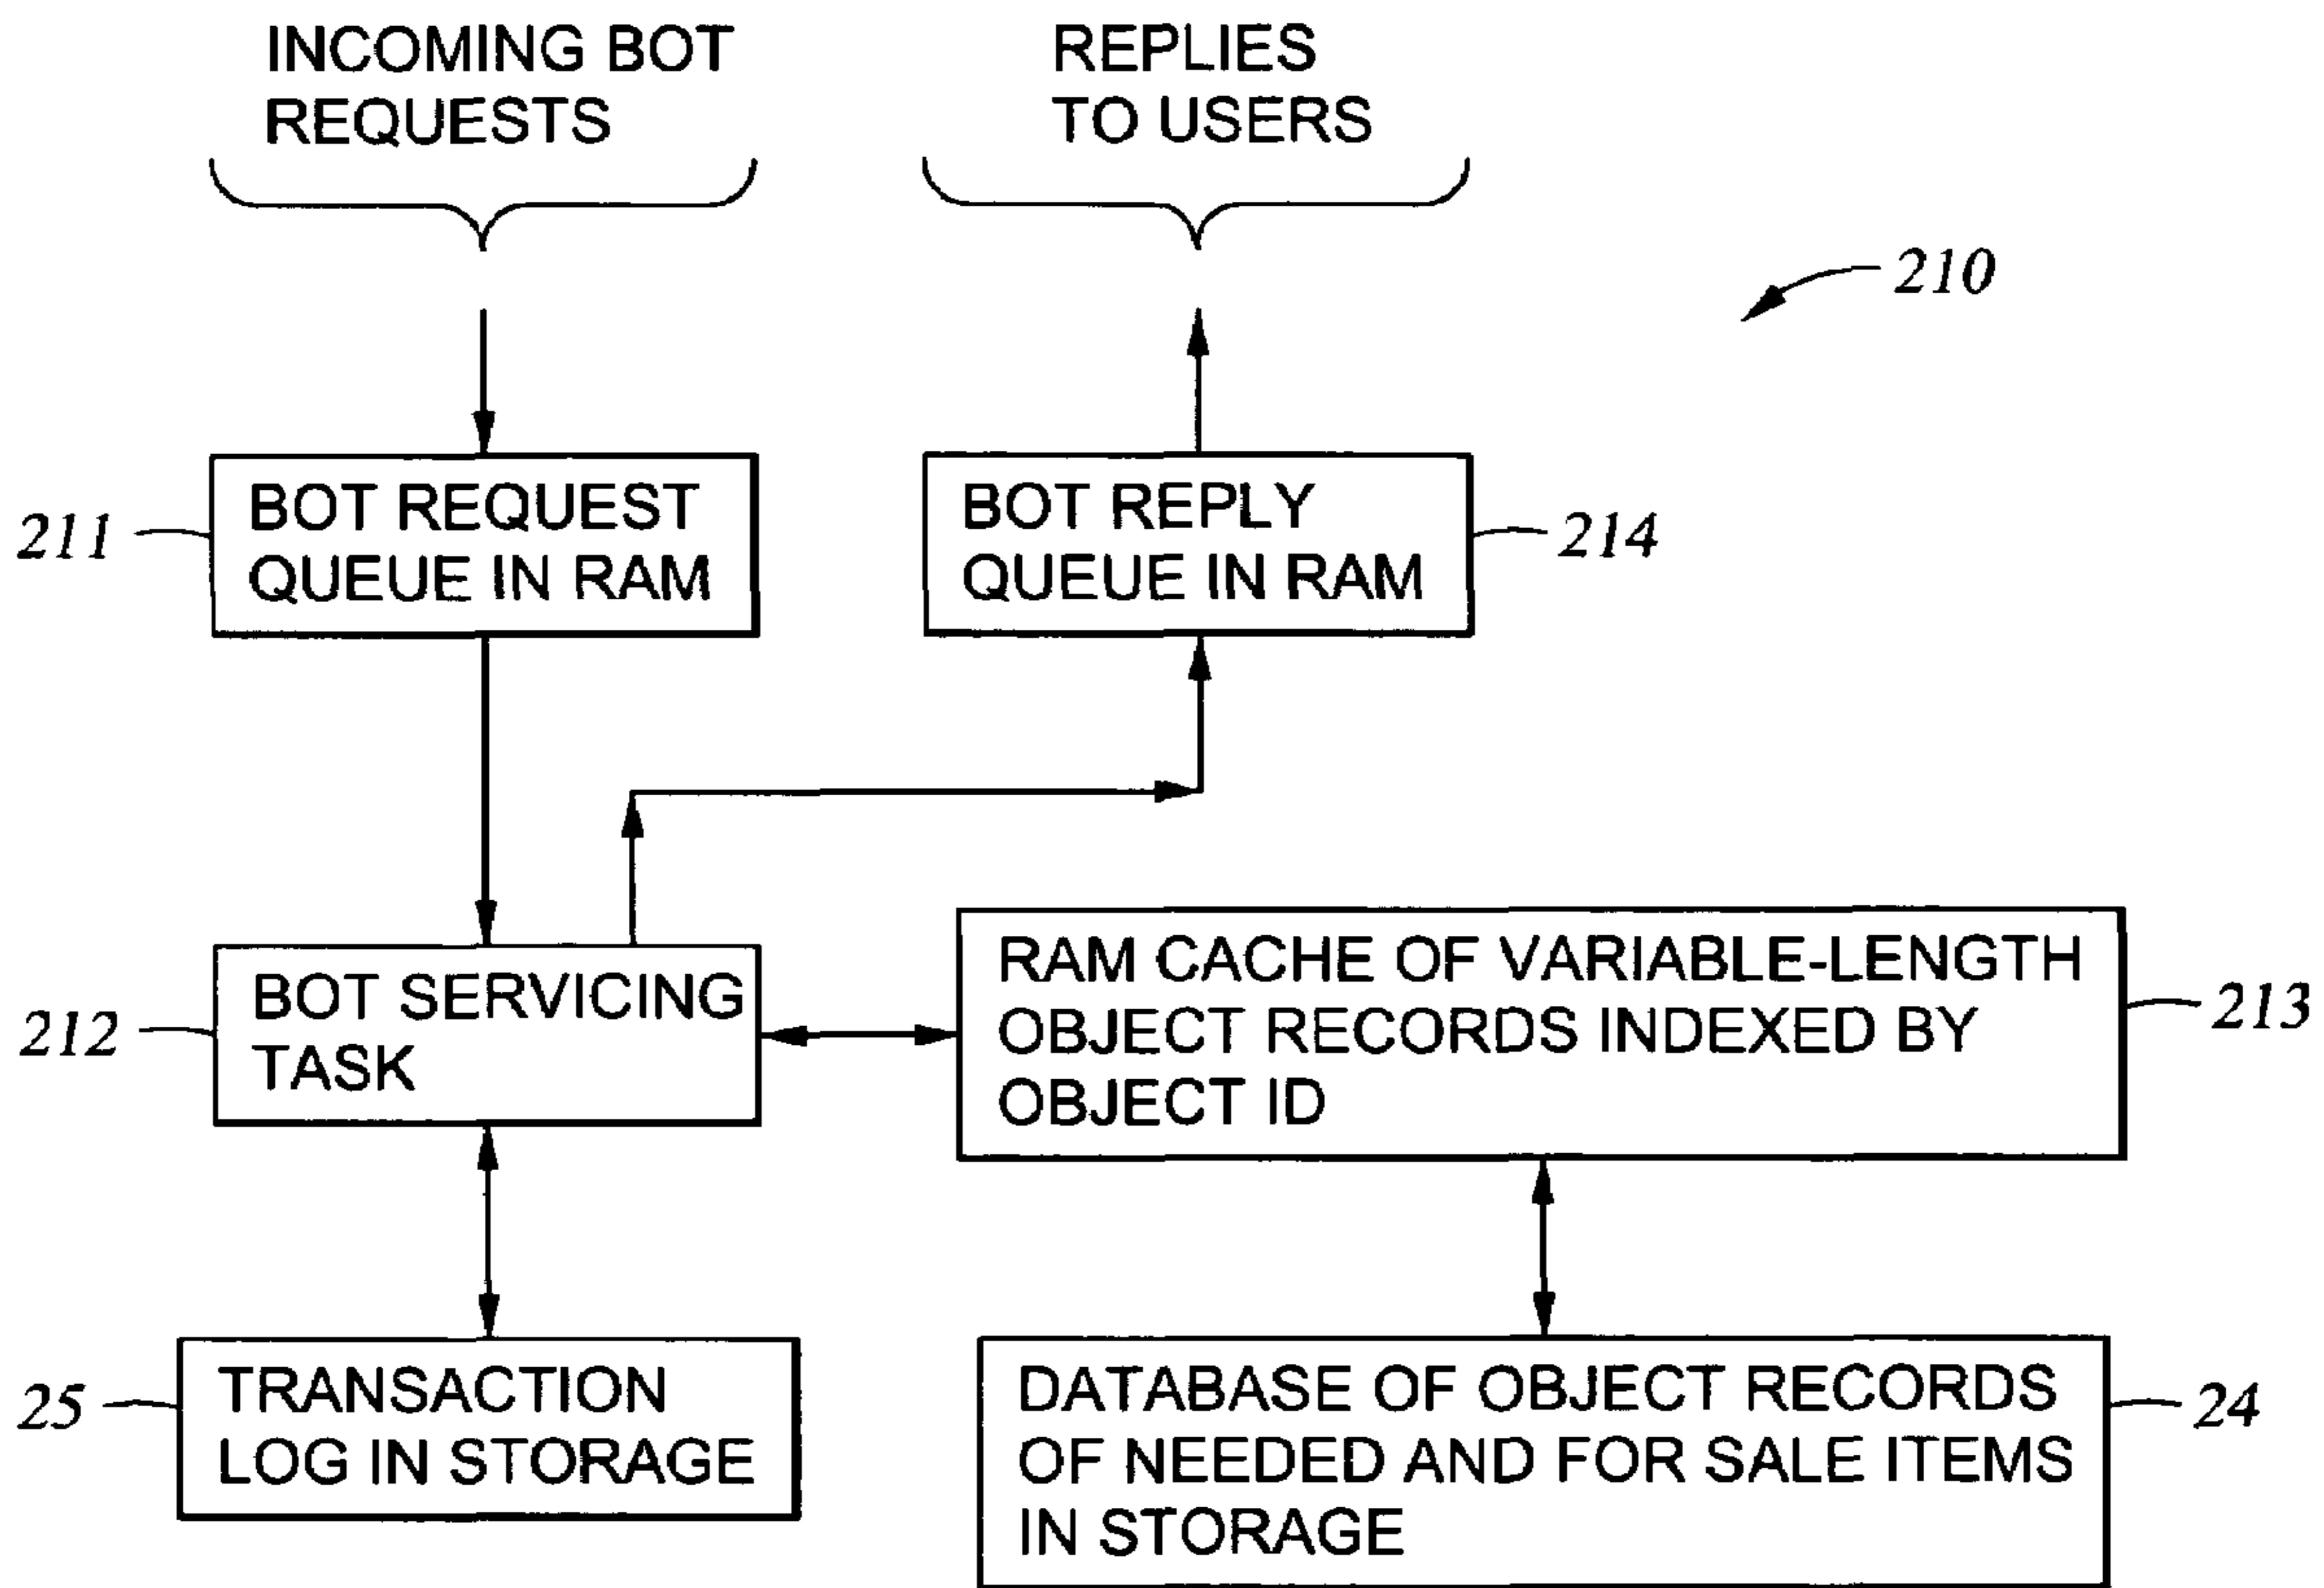 INCOMING BOT
REQUESTS
REPLIES
TO USERS
210
211
BOT REQUEST
QUEUE IN RAM
BOT REPLY
QUEUE IN RAM
214
212
BOT SERVICING
TASK
RAM CACHE OF VARIABLE-LENGTH
OBJECT RECORDS INDEXED BY
OBJECT ID
213
25
TRANSACTION
LOG IN STORAGE
DATABASE OF OBJECT RECORDS
OF NEEDED AND FOR SALE ITEMS
IN STORAGE
24